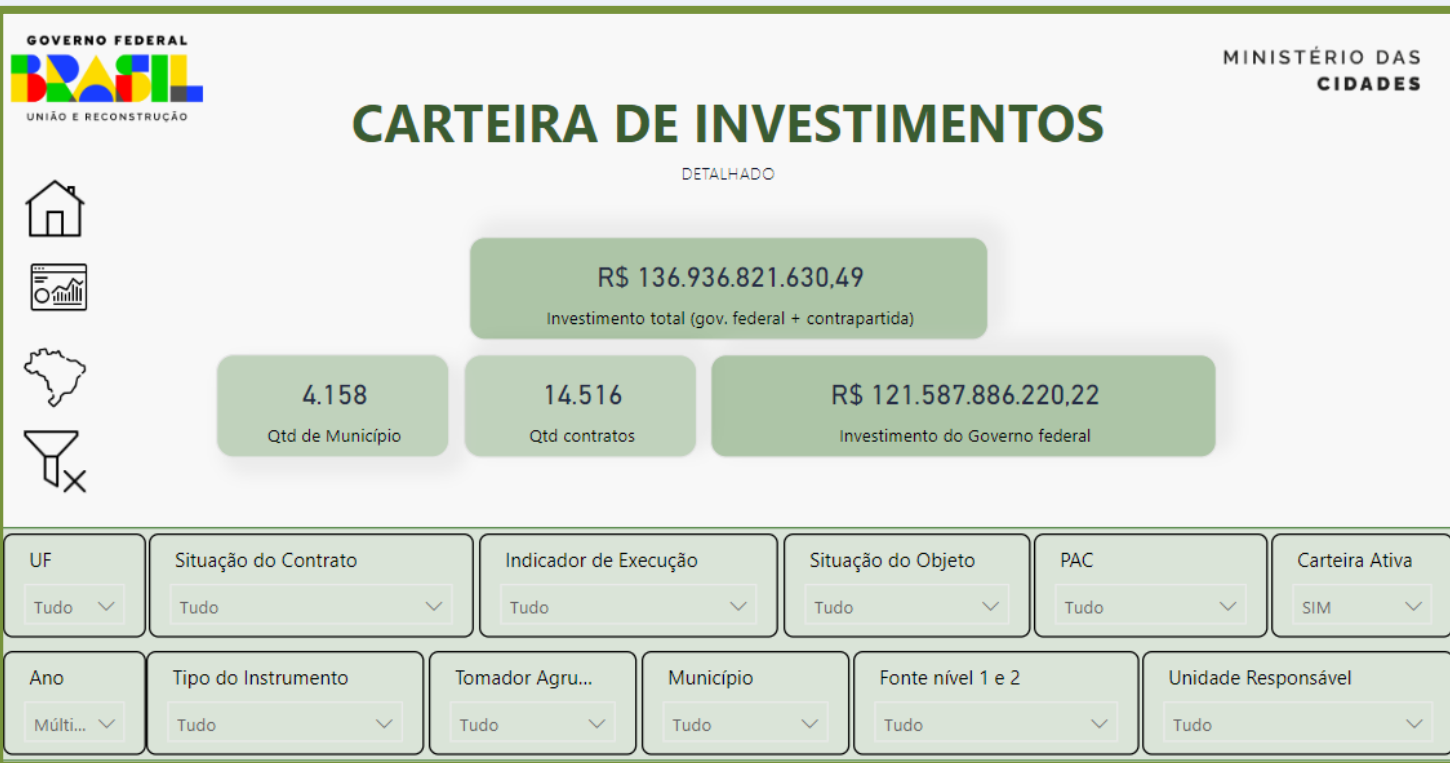 GOVERNO FEDERAL
BRASIL
UNIÃO E RECONSTRUÇÃO
MINISTÉRIO DAS
CIDADES
CARTEIRA DE INVESTIMENTOS
DETALHADO
R$ 136.936.821.630,49
Investimento total (gov. federal + contrapartida)
4.158
Qtd de Município
14.516
Qtd contratos
R$ 121.587.886.220,22
Investimento do Governo federal
UF
Tudo
Situação do Contrato
Tudo
Indicador de Execução
Tudo
Situação do Objeto
Tudo
PAC
Tudo
Carteira Ativa
SIM
Ano
Múlti...
Tipo do Instrumento
Tudo
Tomador Agru...
Tudo
Município
Tudo
Fonte nível 1 e 2
Tudo
Unidade Responsável
Tudo